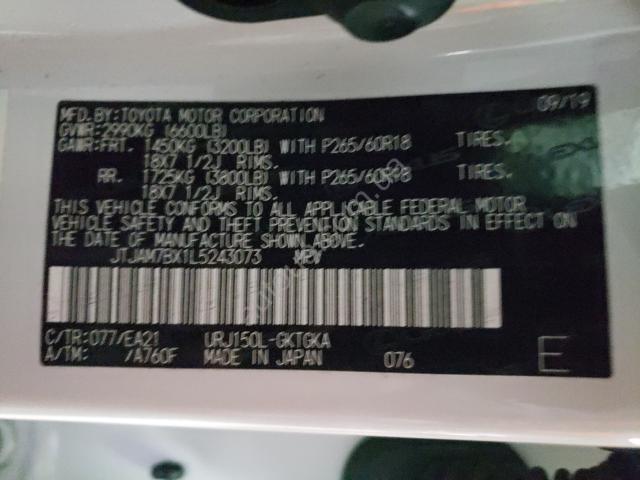 MFD.BY:TOYOTA MOTOR CORPORATION 09/19
GVWR:2990KG (6600LB)
GAWR:FRT. 1450KG (3200LB) WITH P265/60R18 TIRES,
18X7 1/2J RIMS.
RR. 1725KG (3800LB) WITH P265/60R18 TIRES,
18X7 1/2J RIMS.
THIS VEHICLE CONFORMS TO ALL APPLICABLE FEDERAL MOTOR
VEHICLE SAFETY AND THEFT PREVENTION STANDARDS IN EFFECT ON
THE DATE OF MANUFACTURE SHOWN ABOVE.
JTJAM7BX1L5243073 MPV
C/TR:077/EA21 URJ150L-GKTGKA
A/TM: /A760F MADE IN JAPAN 076 E